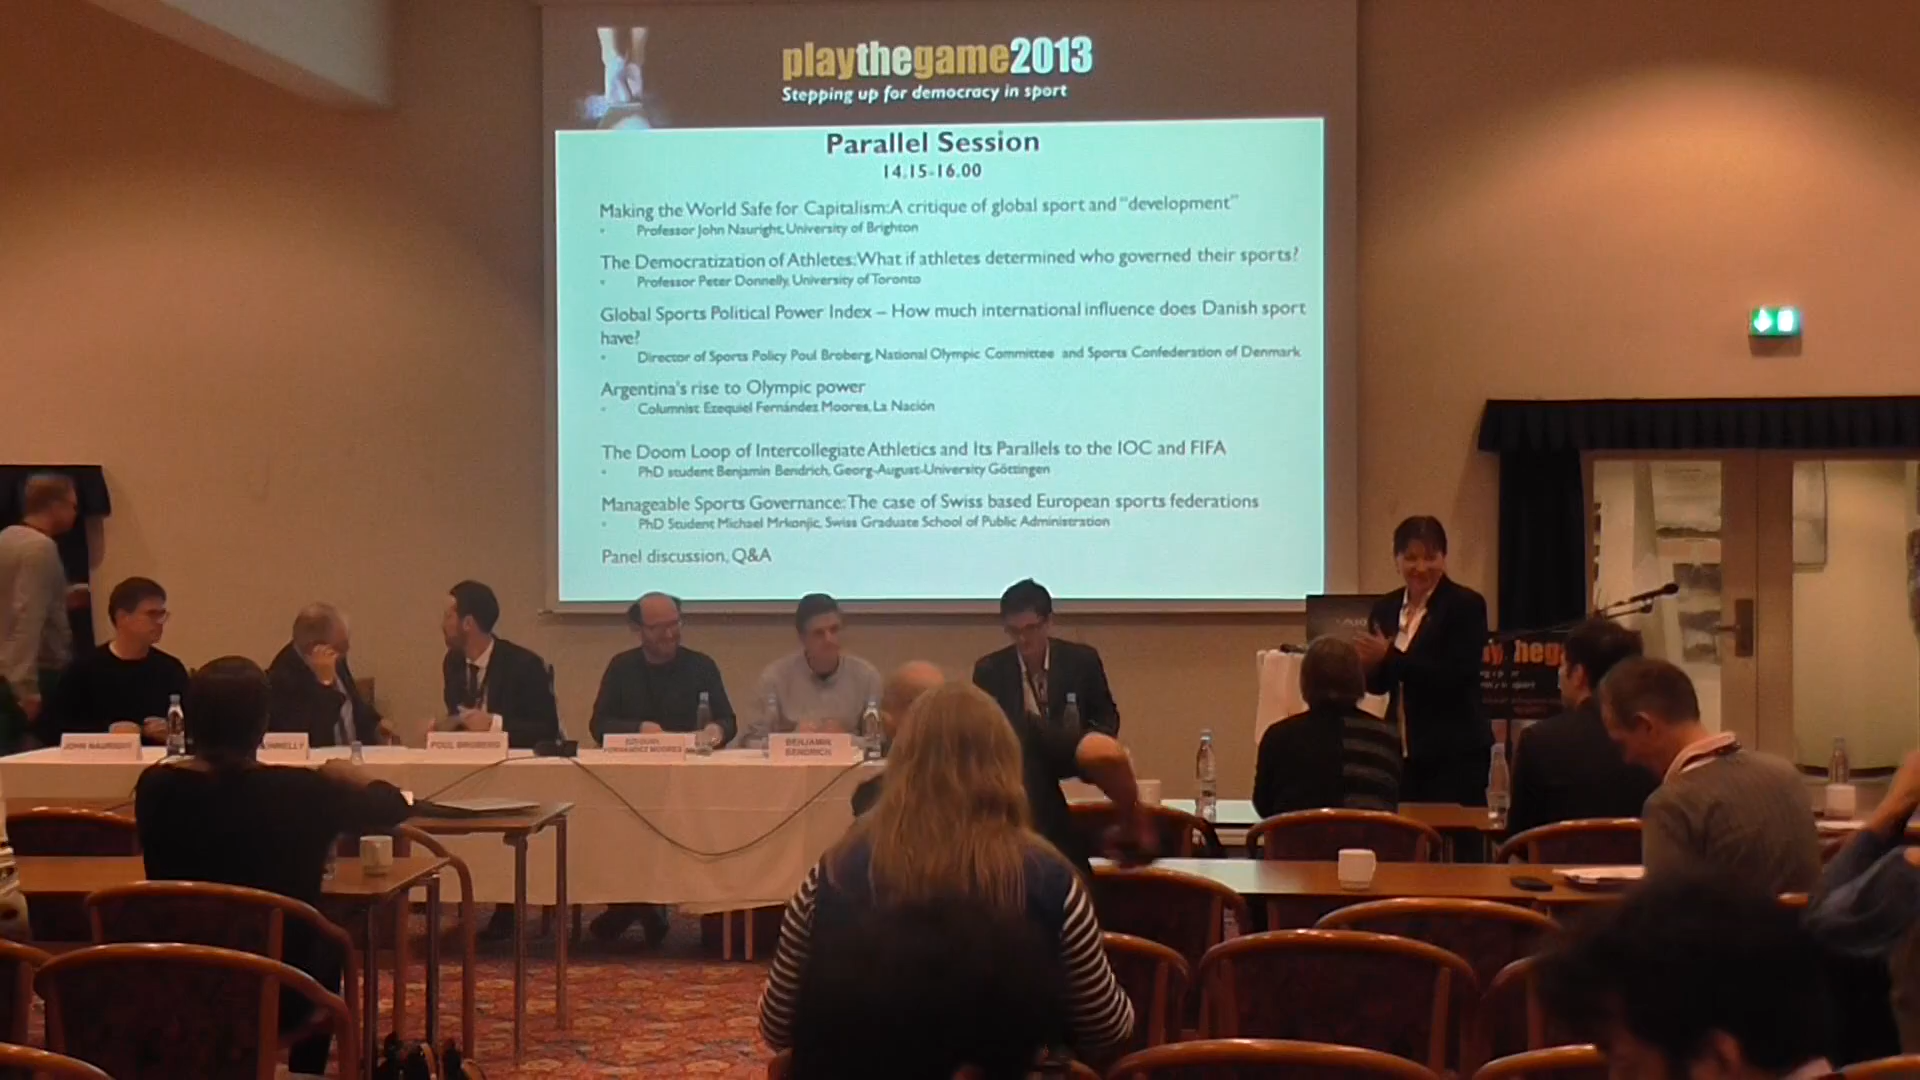 playthegame2013
Stepping up for democracy in sport
Parallel Session
14.15-16.00
Making the World Safe for Capitalism: A critique of global sport and "development"
• Professor John Nauright, University of Brighton
The Democratization of Athletes: What if athletes determined who governed their sports?
• Professor Peter Donnelly, University of Toronto
Global Sports Political Power Index – How much international influence does Danish sport
have?
• Director of Sports Policy Poul Broberg, National Olympic Committee and Sports Confederation of Denmark
Argentina's rise to Olympic power
• Columnist Ezequiel Fernández Moores, La Nación
The Doom Loop of Intercollegiate Athletics and Its Parallels to the IOC and FIFA
• PhD student Benjamin Bendrich, Georg-August-University Göttingen
Manageable Sports Governance: The case of Swiss based European sports federations
• PhD Student Michael Mrkonjic, Swiss Graduate School of Public Administration
Panel discussion, Q&A
JOHN NAURIGHT
NNELLY
POUL BROBERG
EZEQUIEL
FERNÁNDEZ MOORES
BENJAMIN
BENDRICH